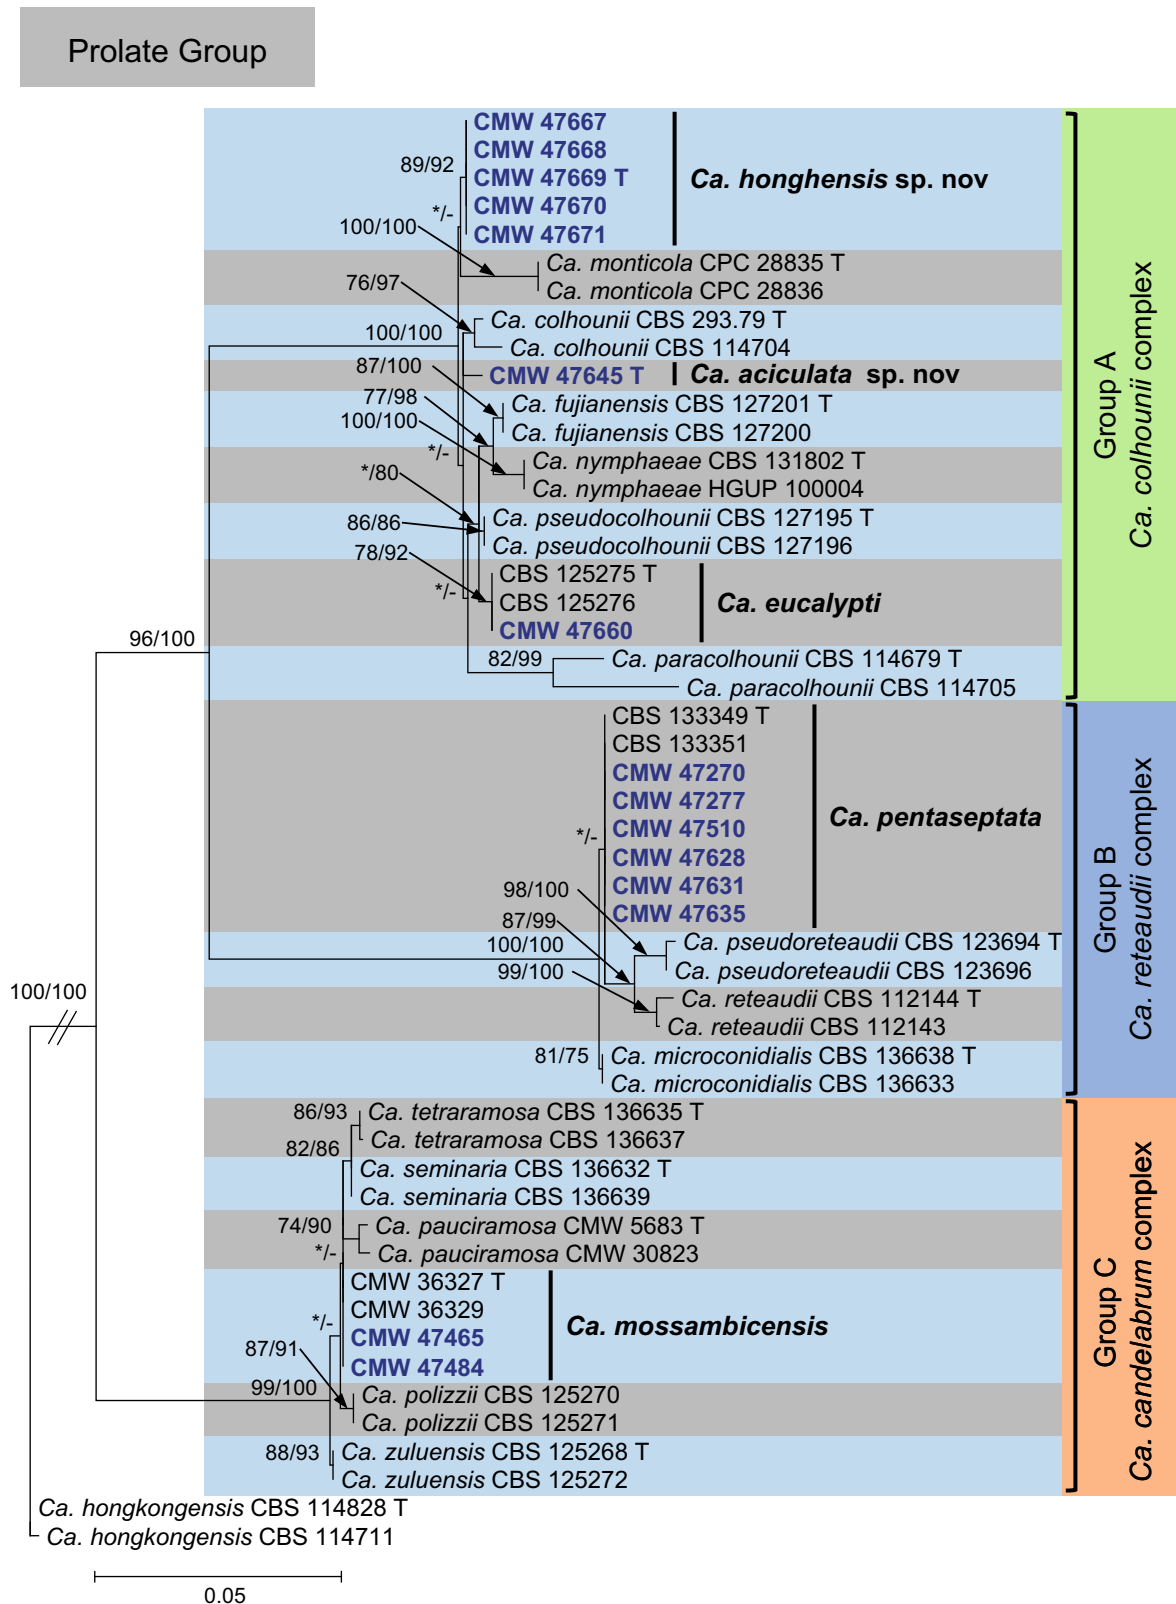 Prolate Group
CMW 47667
CMW 47668
89/92
CMW 47669 T
Ca. honghensis sp. nov
*/-
CMW 47670
100/100
CMW 47671
Ca. monticola CPC 28835 T
76/97
Ca. monticola CPC 28836
Ca. colhounii CBS 293.79 T
100/100
Ca. colhounii CBS 114704
87/100
CMW 47645 T
Ca. aciculata sp. nov
77/98
Ca. fujianensis CBS 127201 T
100/100
Ca. fujianensis CBS 127200
*/-
Ca. nymphaeae CBS 131802 T
*/80
Ca. nymphaeae HGUP 100004
86/86
Ca. pseudocolhounii CBS 127195 T
Ca. pseudocolhounii CBS 127196
78/92
CBS 125275 T
*/-
CBS 125276
Ca. eucalypti
CMW 47660
96/100
82/99
Ca. paracolhounii CBS 114679 T
Ca. paracolhounii CBS 114705
Group A
Ca. colhounii complex
CBS 133349 T
CBS 133351
CMW 47270
CMW 47277
CMW 47510
Ca. pentaseptata
*/-
CMW 47628
CMW 47631
98/100
CMW 47635
87/99
100/100
Ca. pseudoreteaudii CBS 123694 T
99/100
Ca. pseudoreteaudii CBS 123696
100/100
Ca. reteaudii CBS 112144 T
Ca. reteaudii CBS 112143
81/75
Ca. microconidialis CBS 136638 T
Ca. microconidialis CBS 136633
Group B
Ca. reteaudii complex
86/93
Ca. tetraramosa CBS 136635 T
Ca. tetraramosa CBS 136637
82/86
Ca. seminaria CBS 136632 T
Ca. seminaria CBS 136639
74/90
Ca. pauciramosa CMW 5683 T
*/-
Ca. pauciramosa CMW 30823
CMW 36327 T
CMW 36329
*/-
Ca. mossambicensis
CMW 47465
87/91
CMW 47484
99/100
Ca. polizzii CBS 125270
Ca. polizzii CBS 125271
88/93
Ca. zuluensis CBS 125268 T
Ca. zuluensis CBS 125272
Group C
Ca. candelabrum complex
Ca. hongkongensis CBS 114828 T
Ca. hongkongensis CBS 114711
0.05